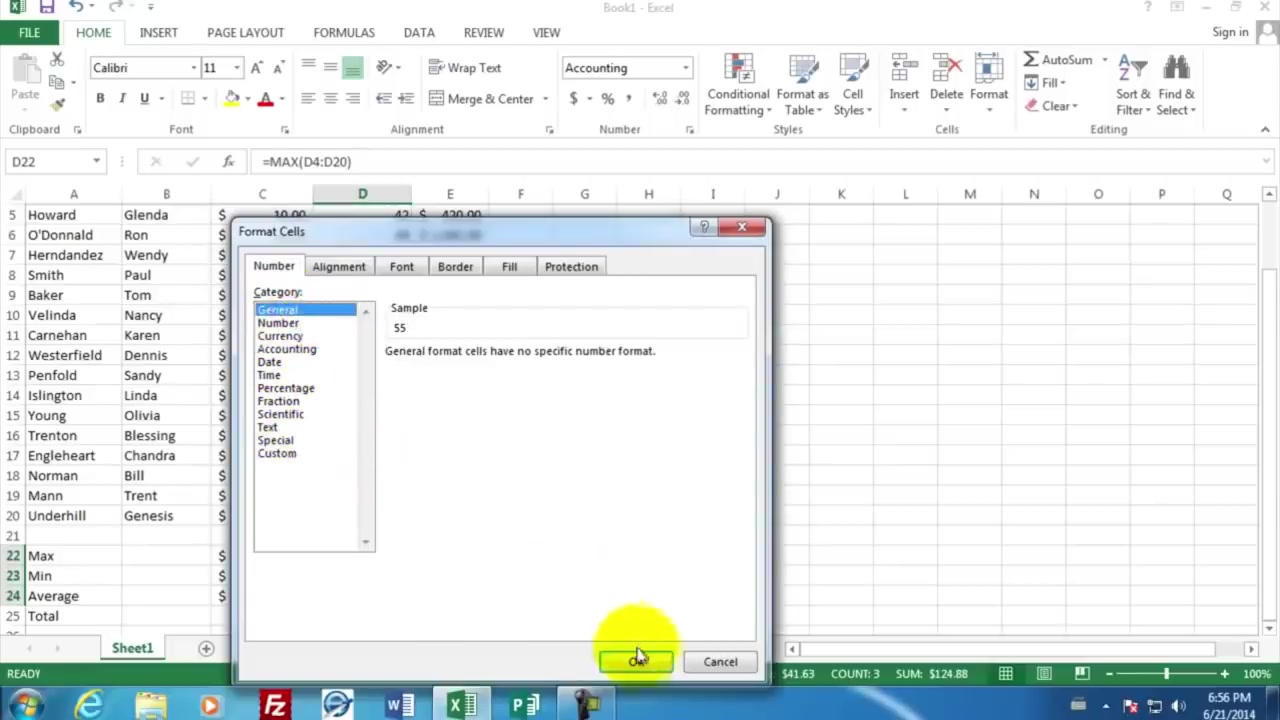 Book1 - Excel
FILE HOME INSERT PAGE LAYOUT FORMULAS DATA REVIEW VIEW Sign in
Paste Calibri 11 Wrap Text Accounting Conditional Formatting Format as Table Cell Styles Insert Delete Format AutoSum Sort & Filter Find & Select
B I U Merge & Center $ % , Fill
Clear
Clipboard Font Alignment Number Styles Cells Editing
D22 fx =MAX(D4:D20)
A B C D E F G H I J K L M N O P Q
5 Howard Glenda $ 10.00 42 $ 420.00
6 O'Donnald Ron
7 Herndandez Wendy $
8 Smith Paul $
9 Baker Tom $
10 Velinda Nancy $
11 Carnehan Karen $
12 Westerfield Dennis $
13 Penfold Sandy $
14 Islington Linda $
15 Young Olivia $
16 Trenton Blessing $
17 Engleheart Chandra $
18 Norman Bill $
19 Mann Trent $
20 Underhill Genesis $
21
22 Max $
23 Min $
24 Average $
25 Total
Format Cells
Number Alignment Font Border Fill Protection
Category:
General
Number
Currency
Accounting
Date
Time
Percentage
Fraction
Scientific
Text
Special
Custom
Sample
55
General format cells have no specific number format.
Cancel
Sheet1
READY $41.63 COUNT: 3 SUM: $124.88 100%
6:56 PM
6/21/2014